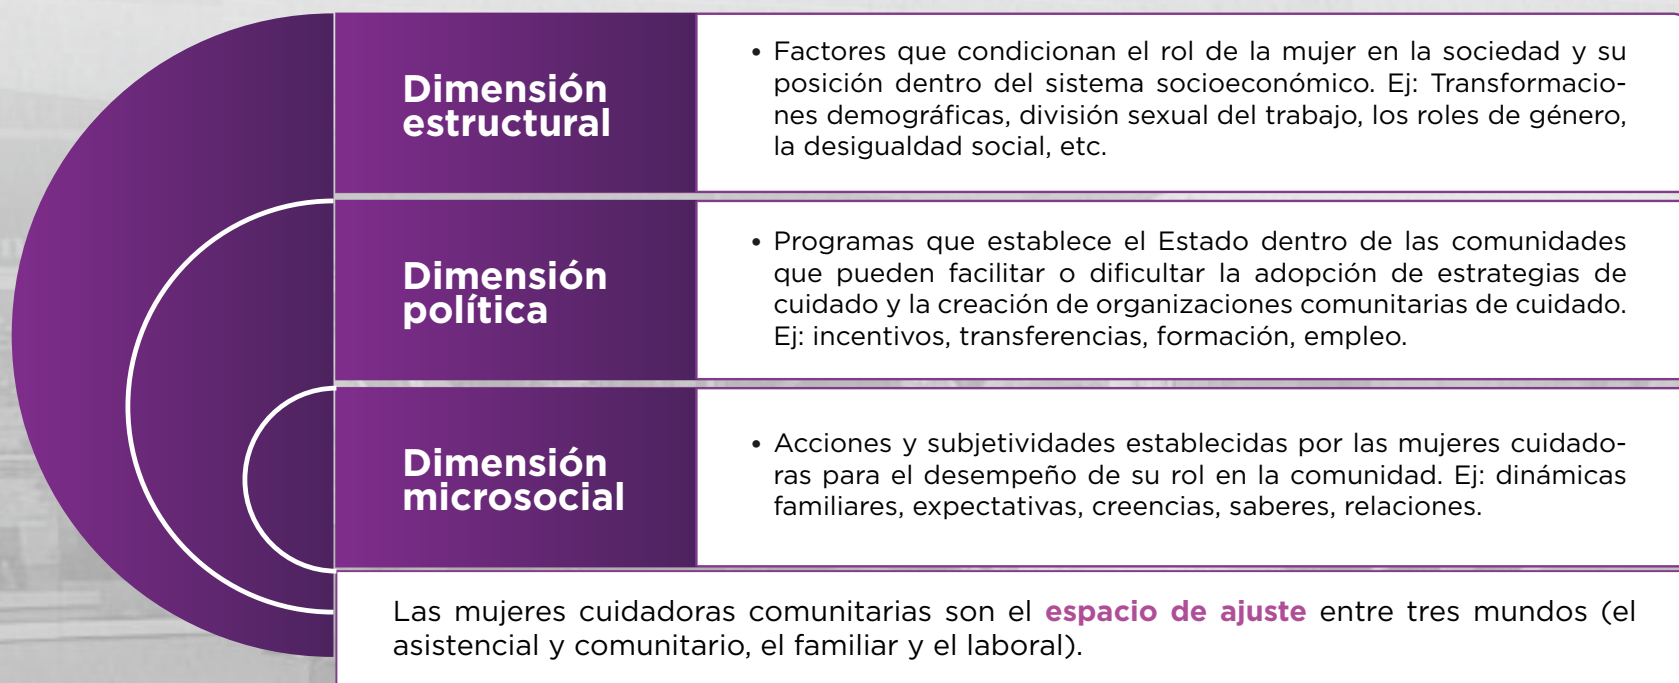 Dimensión
estructural
• Factores que condicionan el rol de la mujer en la sociedad y su
posición dentro del sistema socioeconómico. Ej: Transformacio-
nes demográficas, división sexual del trabajo, los roles de género,
la desigualdad social, etc.
Dimensión
política
• Programas que establece el Estado dentro de las comunidades
que pueden facilitar o dificultar la adopción de estrategias de
cuidado y la creación de organizaciones comunitarias de cuidado.
Ej: incentivos, transferencias, formación, empleo.
Dimensión
microsocial
• Acciones y subjetividades establecidas por las mujeres cuidado-
ras para el desempeño de su rol en la comunidad. Ej: dinámicas
familiares, expectativas, creencias, saberes, relaciones.
Las mujeres cuidadoras comunitarias son el espacio de ajuste entre tres mundos (el
asistencial y comunitario, el familiar y el laboral).